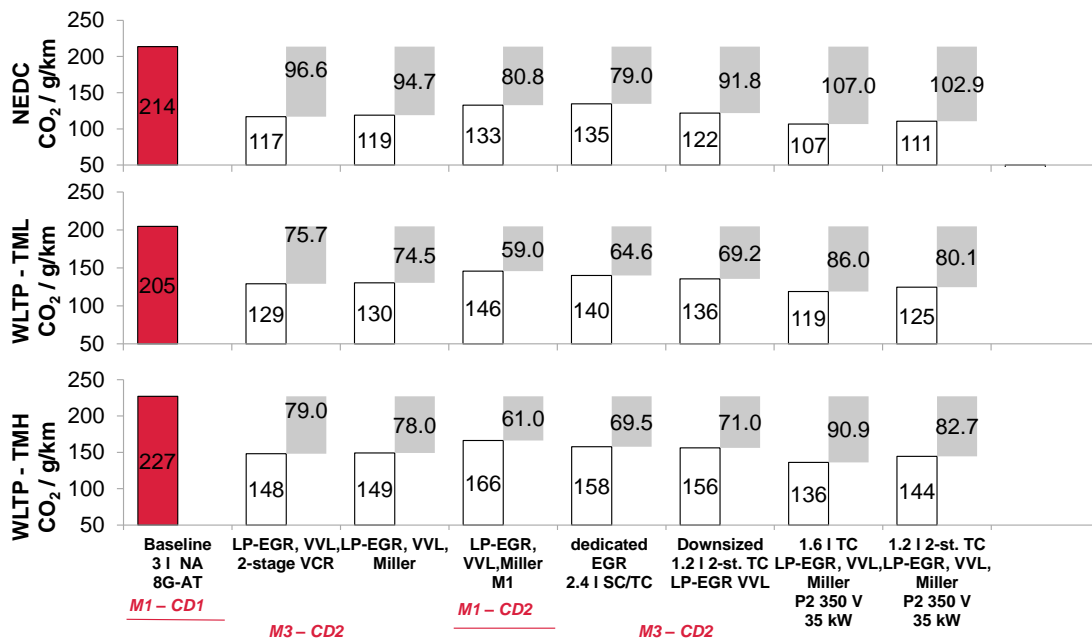 NEDC
CO₂ / g/km
250
200
150
100
50
214
117
96.6
119
94.7
133
80.8
135
79.0
122
91.8
107
107.0
111
102.9
WLTP - TML
CO₂ / g/km
250
200
150
100
50
205
129
75.7
130
74.5
146
59.0
140
64.6
136
69.2
119
86.0
125
80.1
WLTP - TMH
CO₂ / g/km
250
200
150
100
50
227
148
79.0
149
78.0
166
61.0
158
69.5
156
71.0
136
90.9
144
82.7
Baseline
3 l NA
8G-AT
LP-EGR, VVL,
2-stage VCR
LP-EGR, VVL,
Miller
LP-EGR,
VVL,Miller
M1
dedicated
EGR
2.4 l SC/TC
Downsized
1.2 l 2-st. TC
LP-EGR VVL
1.6 l TC
LP-EGR, VVL,
Miller
P2 350 V
35 kW
1.2 l 2-st. TC
LP-EGR, VVL,
Miller
P2 350 V
35 kW
M1 – CD1
M3 – CD2
M1 – CD2
M3 – CD2